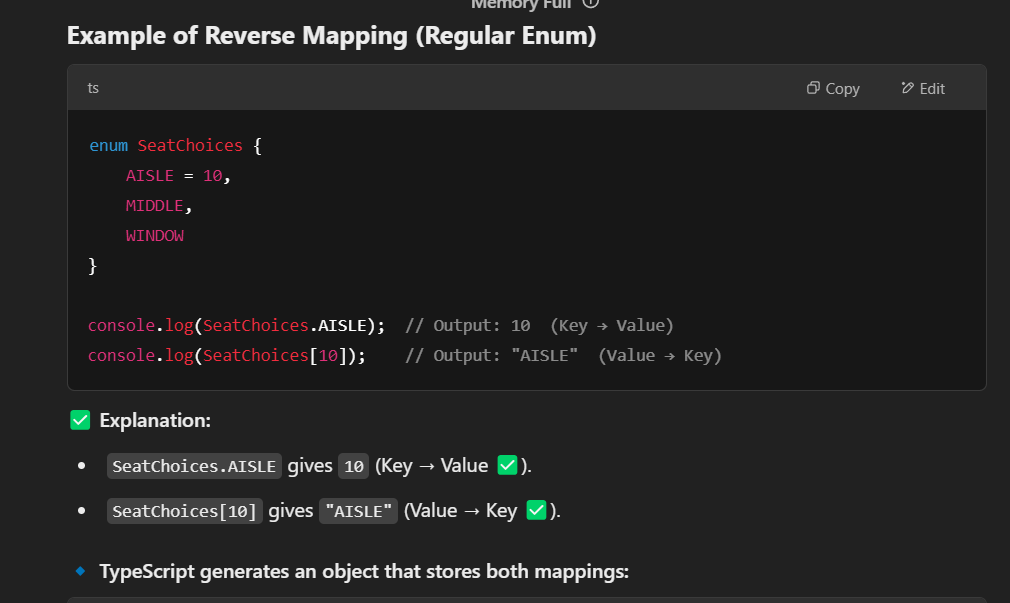 Memory Full
Example of Reverse Mapping (Regular Enum)
ts
Copy
Edit
enum SeatChoices {
    AISLE = 10,
    MIDDLE,
    WINDOW
}
console.log(SeatChoices.AISLE);  // Output: 10  (Key → Value)
console.log(SeatChoices[10]);    // Output: "AISLE"  (Value → Key)
✅ Explanation:
• SeatChoices.AISLE gives 10 (Key → Value ✅).
• SeatChoices[10] gives "AISLE" (Value → Key ✅).
🔹 TypeScript generates an object that stores both mappings: